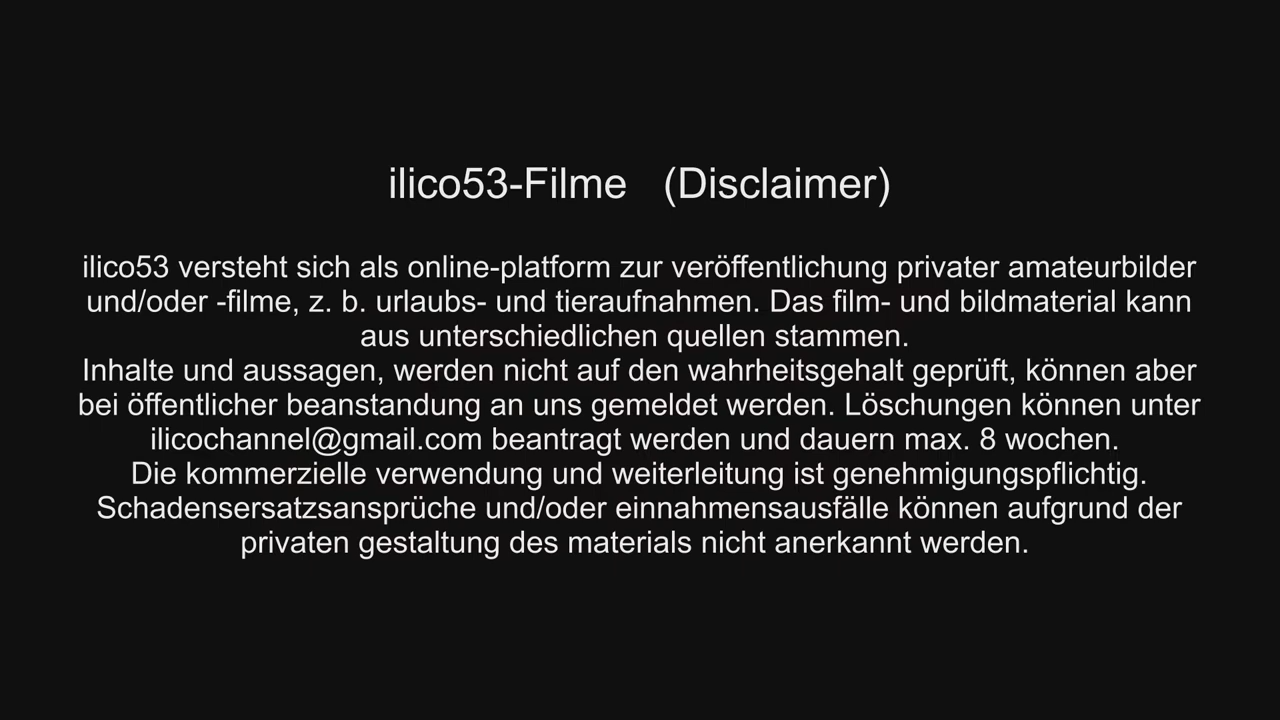 ilico53-Filme (Disclaimer)
ilico53 versteht sich als online-platform zur veröffentlichung privater amateurbilder
und/oder -filme, z. b. urlaubs- und tieraufnahmen. Das film- und bildmaterial kann
aus unterschiedlichen quellen stammen.
Inhalte und aussagen, werden nicht auf den wahrheitsgehalt geprüft, können aber
bei öffentlicher beanstandung an uns gemeldet werden. Löschungen können unter
ilicochannel@gmail.com beantragt werden und dauern max. 8 wochen.
Die kommerzielle verwendung und weiterleitung ist genehmigungspflichtig.
Schadensersatzsansprüche und/oder einnahmensausfälle können aufgrund der
privaten gestaltung des materials nicht anerkannt werden.